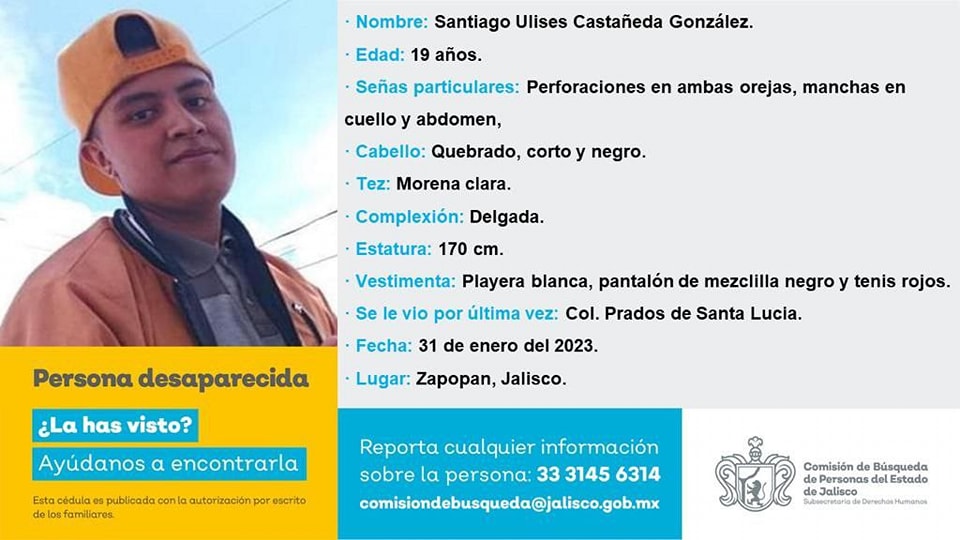 · Nombre: Santiago Ulises Castañeda González.
· Edad: 19 años.
· Señas particulares: Perforaciones en ambas orejas, manchas en
cuello y abdomen,
· Cabello: Quebrado, corto y negro.
· Tez: Morena clara.
· Complexión: Delgada.
· Estatura: 170 cm.
· Vestimenta: Playera blanca, pantalón de mezclilla negro y tenis rojos.
· Se le vio por última vez: Col. Prados de Santa Lucia.
· Fecha: 31 de enero del 2023.
· Lugar: Zapopan, Jalisco.
Persona desaparecida
¿La has visto?
Ayúdanos a encontrarla
Esta cédula es publicada con la autorización por escrito
de los familiares.
Reporta cualquier información
sobre la persona: 33 3145 6314
comisiondebusqueda@jalisco.gob.mx
Comisión de Búsqueda
de Personas del Estado
de Jalisco
Subsecretaría de Derechos Humanos